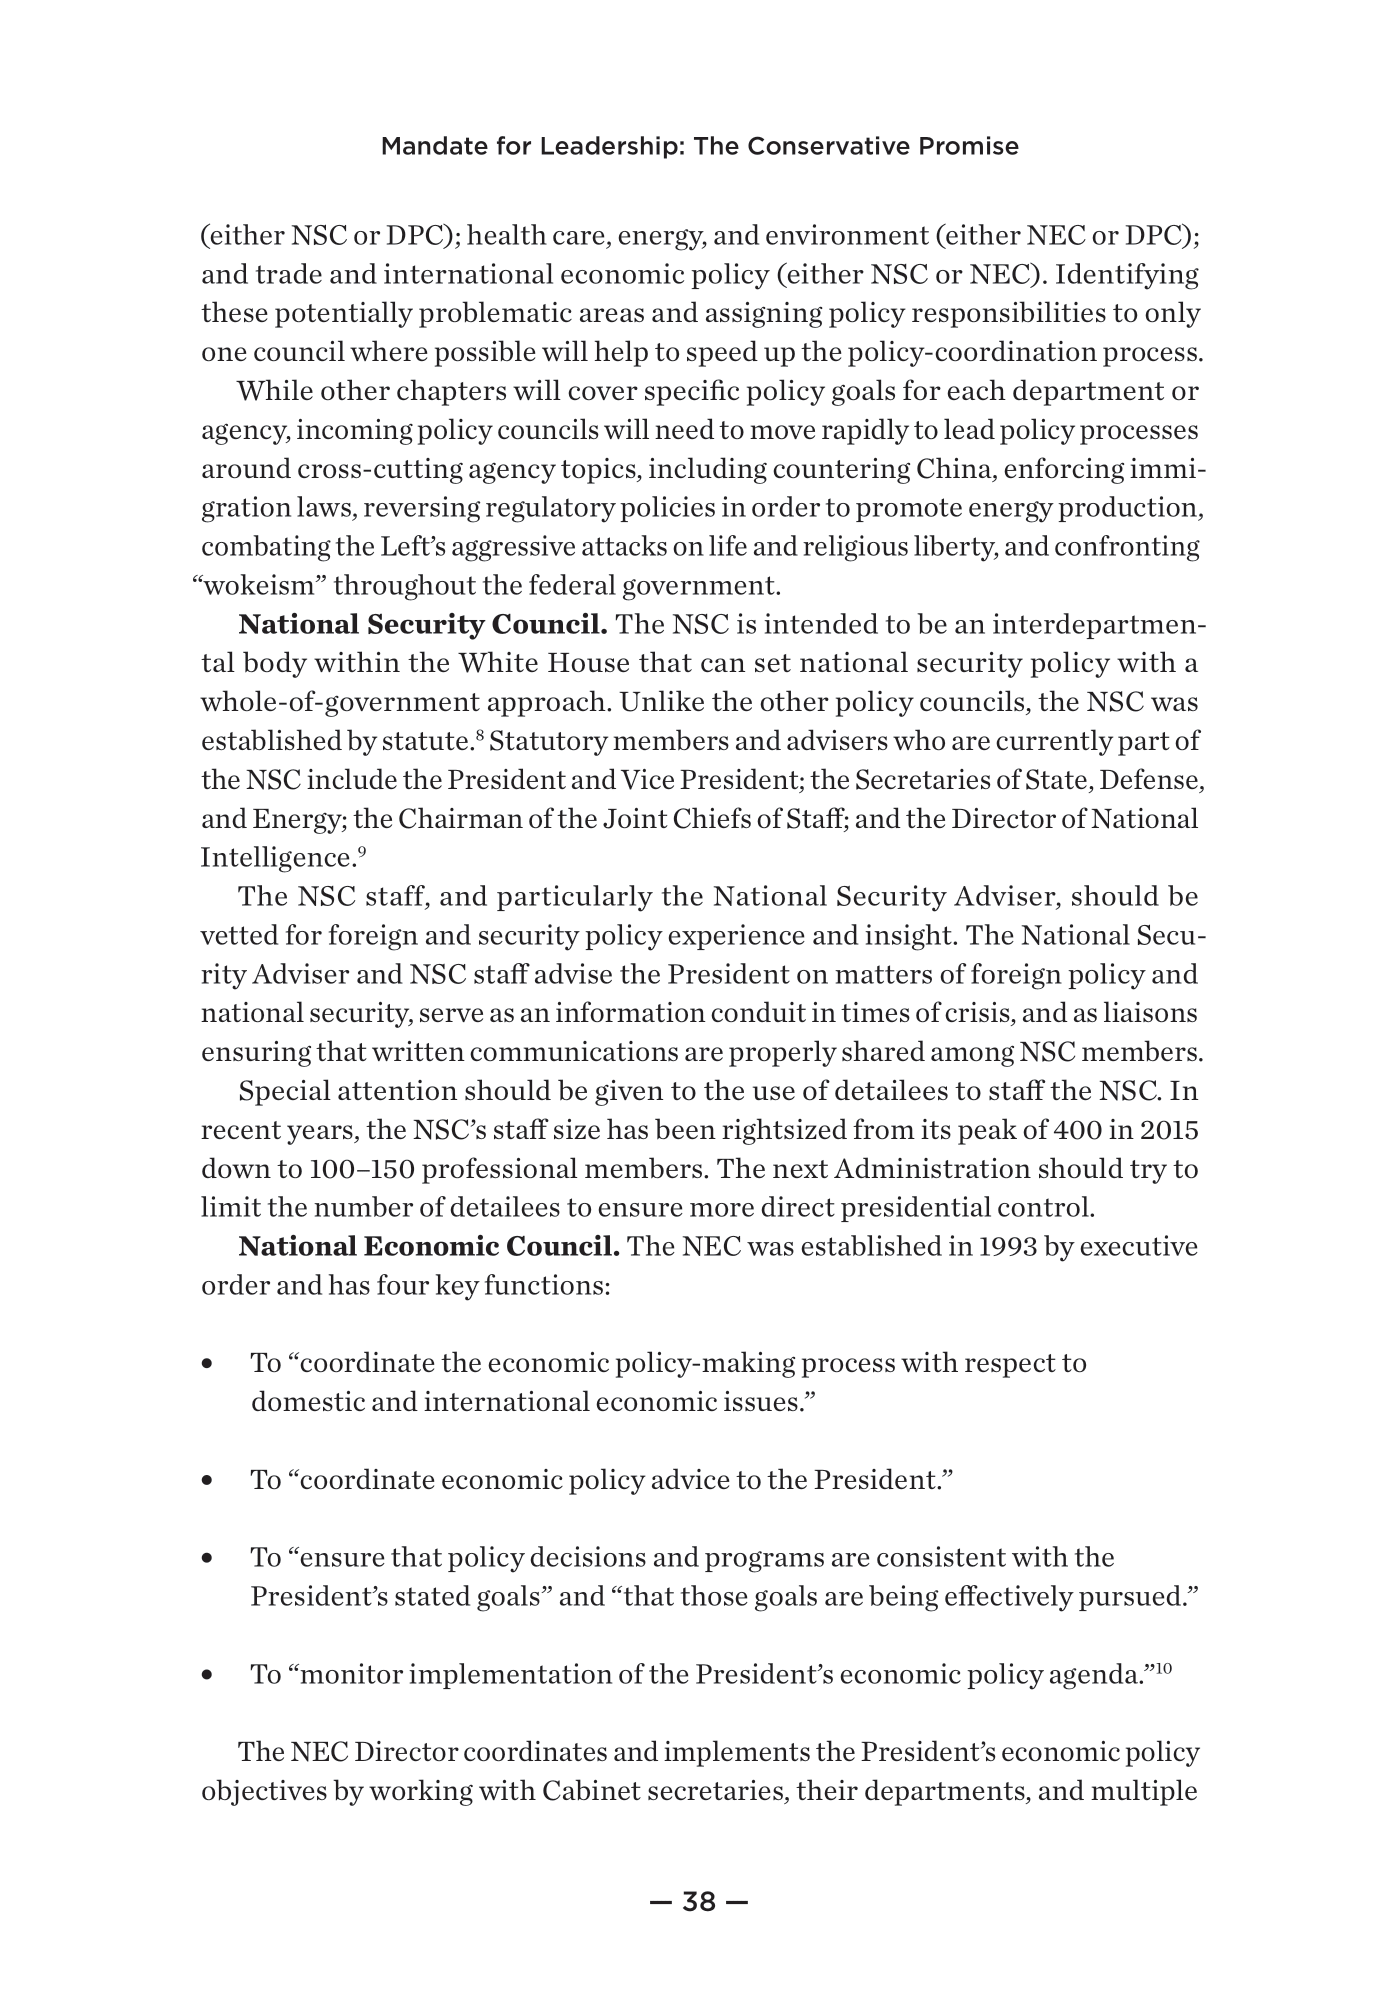 Mandate for Leadership: The Conservative Promise
(either NSC or DPC); health care, energy, and environment (either NEC or DPC);
and trade and international economic policy (either NSC or NEC). Identifying
these potentially problematic areas and assigning policy responsibilities to only
one council where possible will help to speed up the policy-coordination process.
While other chapters will cover specific policy goals for each department or
agency, incoming policy councils will need to move rapidly to lead policy processes
around cross-cutting agency topics, including countering China, enforcing immi-
gration laws, reversing regulatory policies in order to promote energy production,
combating the Left’s aggressive attacks on life and religious liberty, and confronting
“wokeism” throughout the federal government.
National Security Council. The NSC is intended to be an interdepartmen-
tal body within the White House that can set national security policy with a
whole-of-government approach. Unlike the other policy councils, the NSC was
established by statute.⁸ Statutory members and advisers who are currently part of
the NSC include the President and Vice President; the Secretaries of State, Defense,
and Energy; the Chairman of the Joint Chiefs of Staff; and the Director of National
Intelligence.⁹
The NSC staff, and particularly the National Security Adviser, should be
vetted for foreign and security policy experience and insight. The National Secu-
rity Adviser and NSC staff advise the President on matters of foreign policy and
national security, serve as an information conduit in times of crisis, and as liaisons
ensuring that written communications are properly shared among NSC members.
Special attention should be given to the use of detailees to staff the NSC. In
recent years, the NSC’s staff size has been rightsized from its peak of 400 in 2015
down to 100–150 professional members. The next Administration should try to
limit the number of detailees to ensure more direct presidential control.
National Economic Council. The NEC was established in 1993 by executive
order and has four key functions:
• To “coordinate the economic policy-making process with respect to
domestic and international economic issues.”
• To “coordinate economic policy advice to the President.”
• To “ensure that policy decisions and programs are consistent with the
President’s stated goals” and “that those goals are being effectively pursued.”
• To “monitor implementation of the President’s economic policy agenda.”¹⁰
The NEC Director coordinates and implements the President’s economic policy
objectives by working with Cabinet secretaries, their departments, and multiple
— 38 —